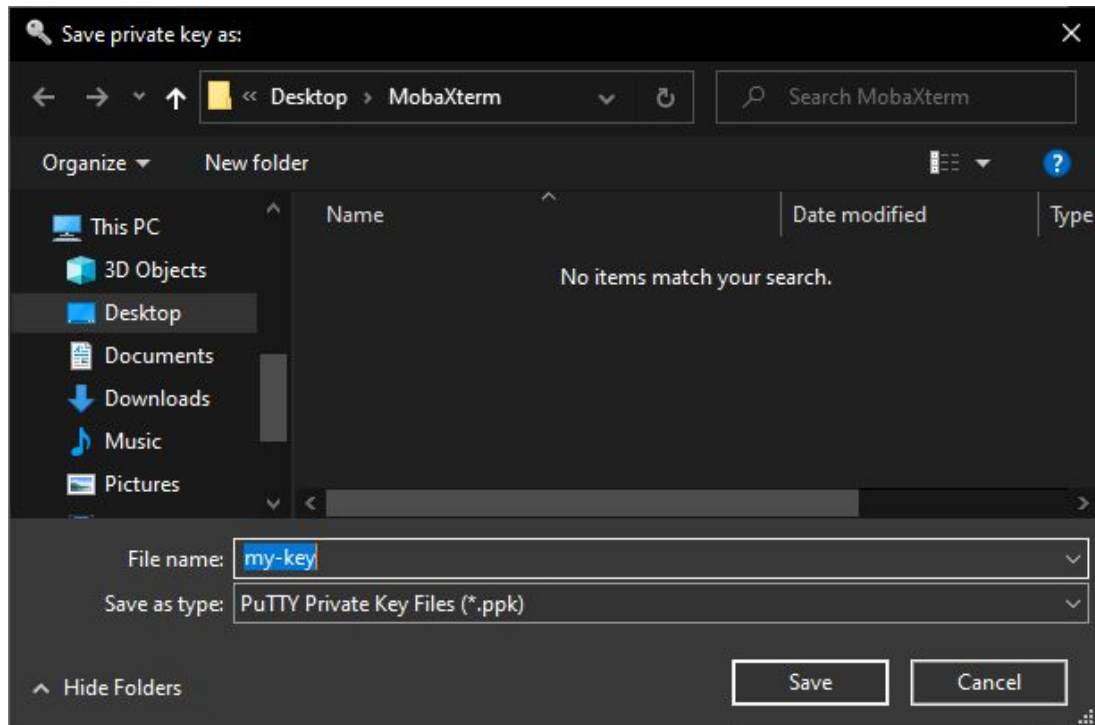 Save private key as:
« Desktop › MobaXterm
Search MobaXterm
Organize
New folder
This PC
3D Objects
Desktop
Documents
Downloads
Music
Pictures
Name
Date modified
Type
No items match your search.
File name: my-key
Save as type: PuTTY Private Key Files (*.ppk)
Hide Folders
Save
Cancel